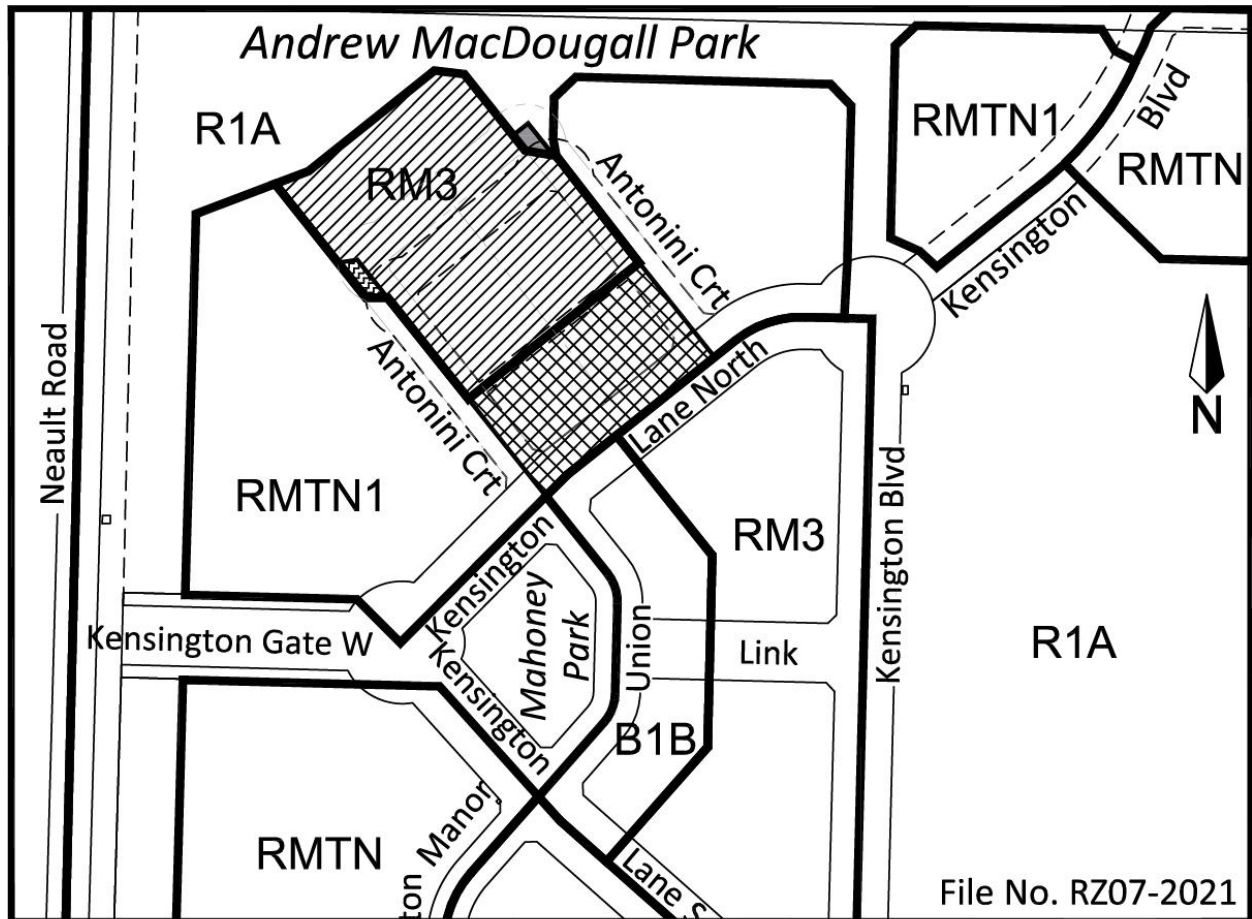 Andrew MacDougall Park
R1A
RMTN1
Blvd
RM3
RMTN
Antonini Crt
Kensington
Neault Road
Antonini Crt
Lane North
N
RMTN1
RM3
Kensington Blvd
Kensington
Mahoney
Park
Kensington Gate W
Union
Link
R1A
Kensington
B1B
RMTN
Manor
Lane S
File No. RZ07-2021